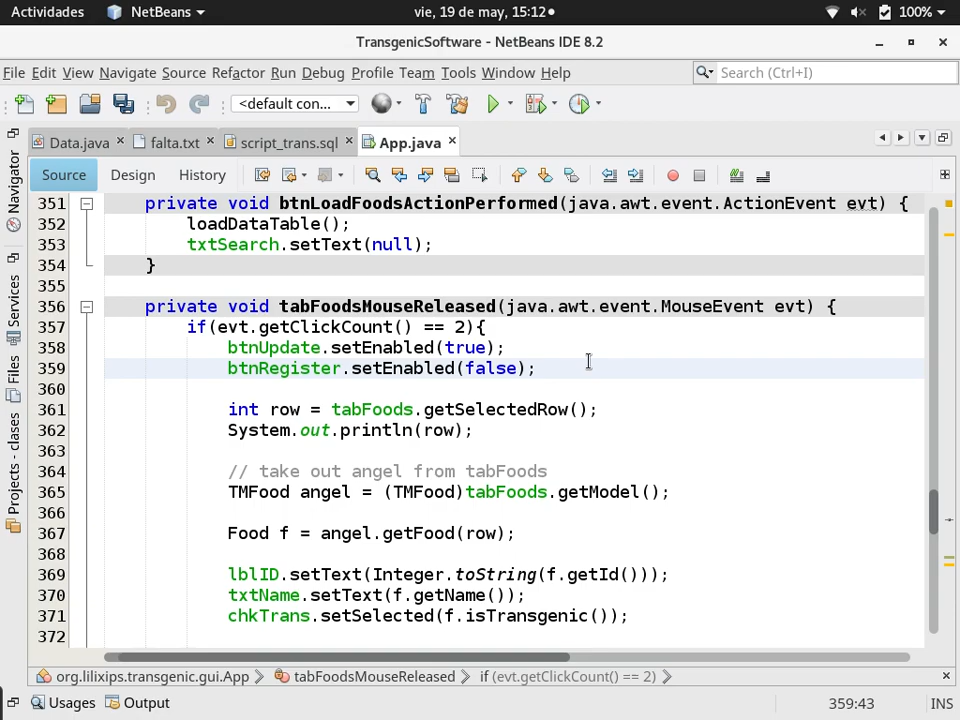 Actividades NetBeans vie, 19 de may, 15:12 100%
TransgenicSoftware - NetBeans IDE 8.2
File Edit View Navigate Source Refactor Run Debug Profile Team Tools Window Help Search (Ctrl+I)
<default con...
Data.java falta.txt script_trans.sql App.java
Source Design History
Navigator
Services
Files
Projects - clases
351 private void btnLoadFoodsActionPerformed(java.awt.event.ActionEvent evt) {
352 loadDataTable();
353 txtSearch.setText(null);
354 }
355
356 private void tabFoodsMouseReleased(java.awt.event.MouseEvent evt) {
357 if(evt.getClickCount() == 2){
358 btnUpdate.setEnabled(true);
359 btnRegister.setEnabled(false);
360
361 int row = tabFoods.getSelectedRow();
362 System.out.println(row);
363
364 // take out angel from tabFoods
365 TMFood angel = (TMFood)tabFoods.getModel();
366
367 Food f = angel.getFood(row);
368
369 lblID.setText(Integer.toString(f.getId()));
370 txtName.setText(f.getName());
371 chkTrans.setSelected(f.isTransgenic());
372
org.lilixips.transgenic.gui.App tabFoodsMouseReleased if (evt.getClickCount() == 2)
Usages Output 359:43 INS